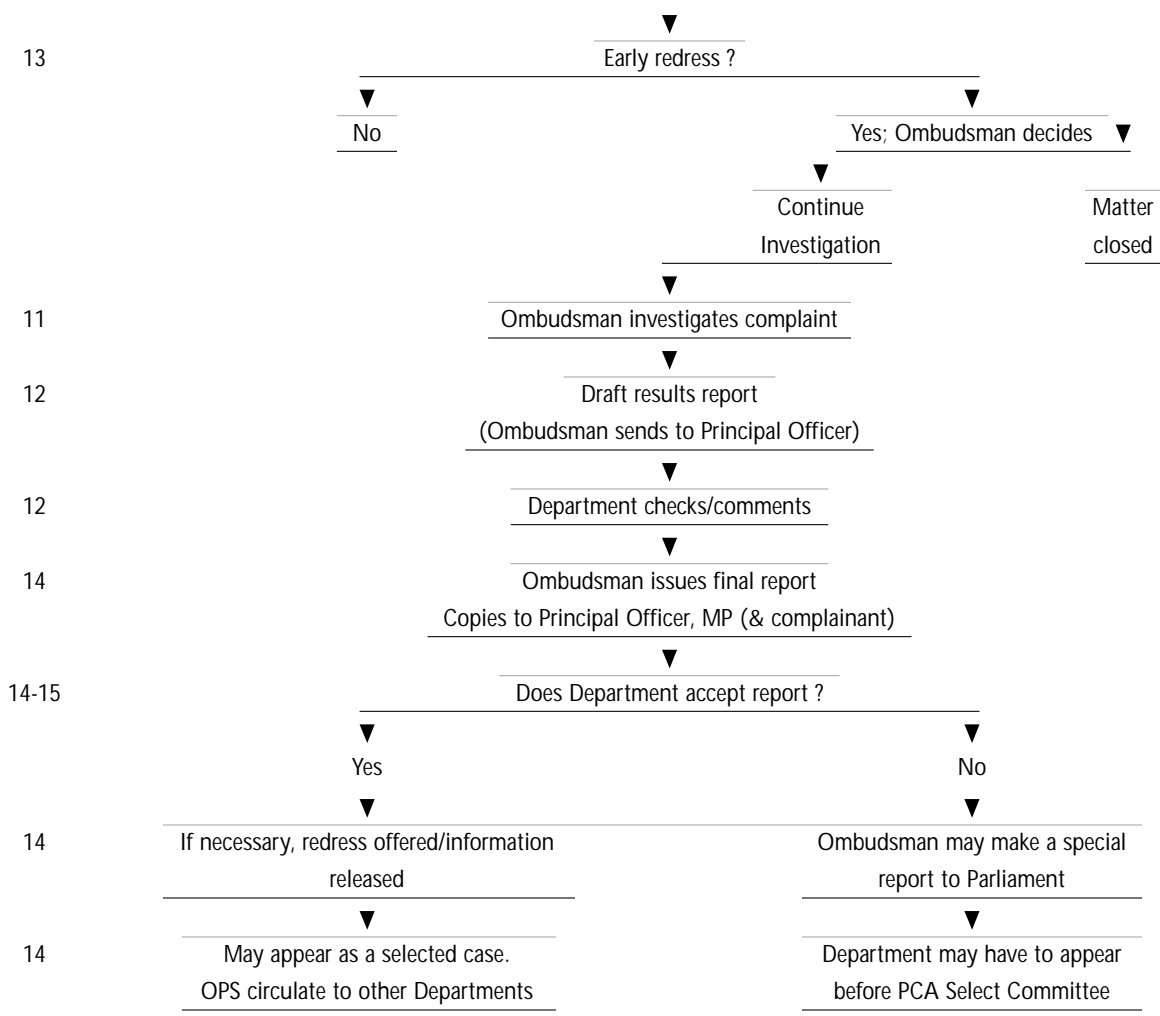 13 Early redress ?
No Yes; Ombudsman decides
Continue Matter
Investigation closed
11 Ombudsman investigates complaint
12 Draft results report
(Ombudsman sends to Principal Officer)
12 Department checks/comments
14 Ombudsman issues final report
Copies to Principal Officer, MP (& complainant)
14-15 Does Department accept report ?
Yes No
14 If necessary, redress offered/information Ombudsman may make a special
released report to Parliament
14 May appear as a selected case. Department may have to appear
OPS circulate to other Departments before PCA Select Committee